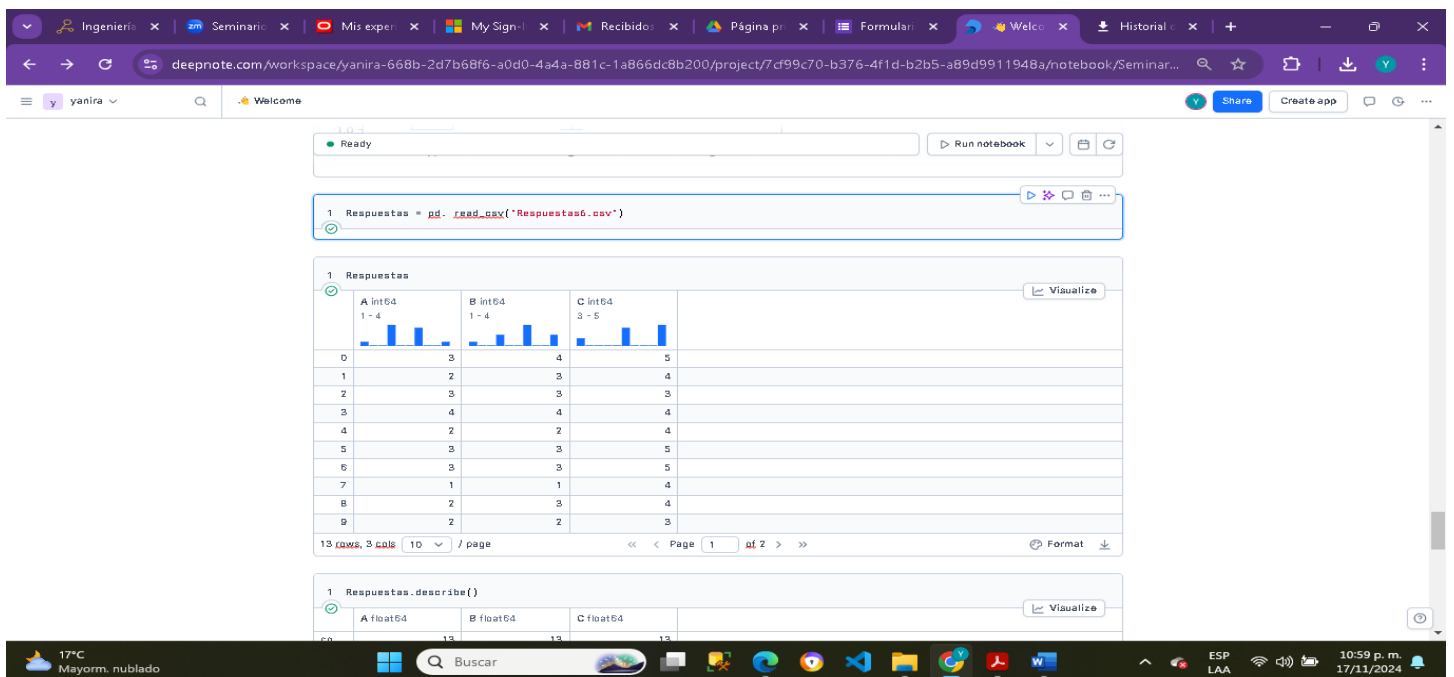 Ingeniería
Seminario
Mis experi
My Sign-I
Recibidos
Página pri
Formulari
Welco
Historial d
deepnote.com/workspace/yanira-668b-2d7b68f6-a0d0-4a4a-881c-1a866dc8b200/project/7cf99c70-b376-4f1d-b2b5-a89d9911948a/notebook/Seminar...
Y
y yanira
Welcome
Y Share Create app
Ready
Run notebook
1 Respuestas = pd. read_csv("Respuestas6.csv")
1 Respuestas
Visualize
A int64 B int64 C int64
1 - 4 1 - 4 3 - 5
0 3 4 5
1 2 3 4
2 3 3 3
3 4 4 4
4 2 2 4
5 3 3 5
6 3 3 5
7 1 1 4
8 2 3 4
9 2 2 3
13 rows, 3 cols 10 / page << < Page 1 of 2 > >> Format
1 Respuestas.describe()
Visualize
A float64 B float64 C float64
13 13 13
17°C
Mayorm. nublado
Buscar
ESP
LAA
10:59 p. m.
17/11/2024